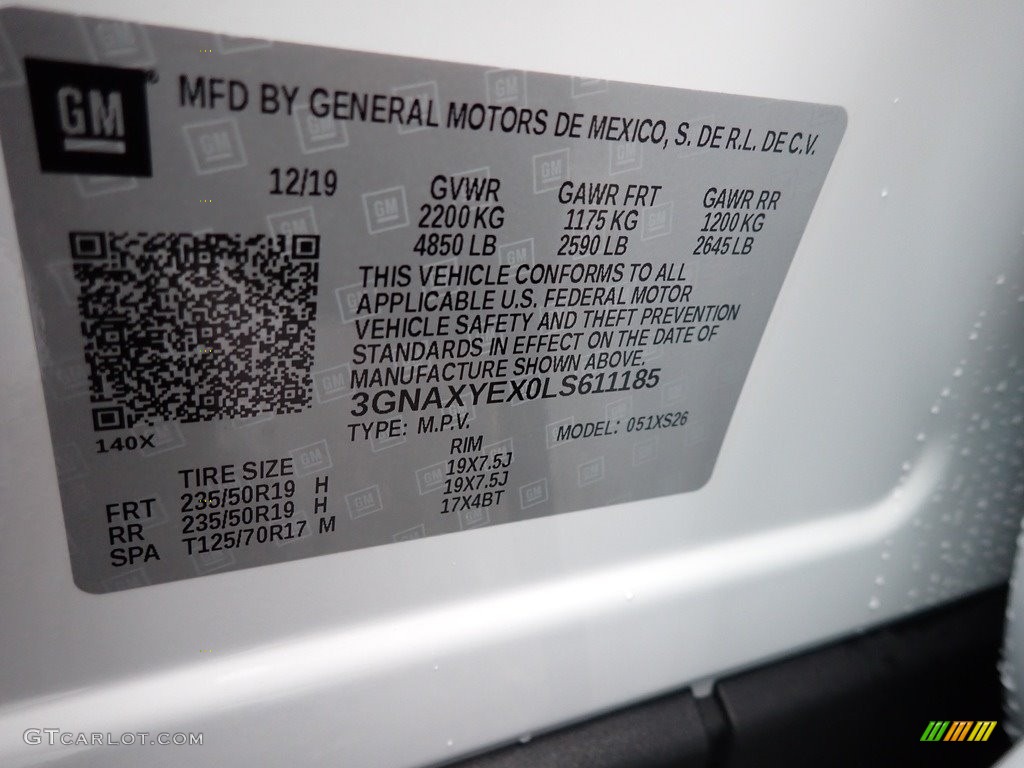 GM® MFD BY GENERAL MOTORS DE MEXICO, S. DE R.L. DE C.V.
12/19 GVWR GAWR FRT GAWR RR
2200 KG 1175 KG 1200 KG
4850 LB 2590 LB 2645 LB
THIS VEHICLE CONFORMS TO ALL
APPLICABLE U.S. FEDERAL MOTOR
VEHICLE SAFETY AND THEFT PREVENTION
STANDARDS IN EFFECT ON THE DATE OF
MANUFACTURE SHOWN ABOVE.
3GNAXYEX0LS611185
140X TYPE: M.P.V. MODEL: 051XS26
TIRE SIZE RIM
FRT 235/50R19 H 19X7.5J
RR 235/50R19 H 19X7.5J
SPA T125/70R17 M 17X4BT
GTCARLOT.COM